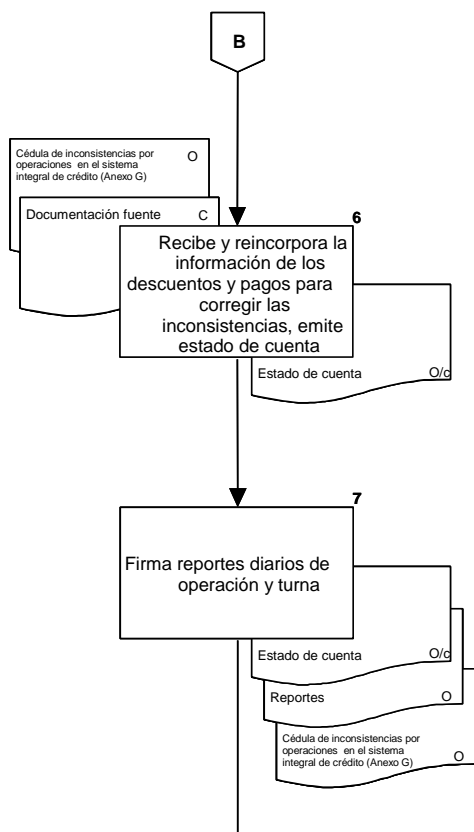 B
Cédula de inconsistencias por O
operaciones en el sistema
integral de crédito (Anexo G)
Documentación fuente C
6
Recibe y reincorpora la
información de los
descuentos y pagos para
corregir las
inconsistencias, emite
estado de cuenta
Estado de cuenta O/c
7
Firma reportes diarios de
operación y turna
Estado de cuenta O/c
Reportes O
Cédula de inconsistencias por
operaciones en el sistema
integral de crédito (Anexo G) O